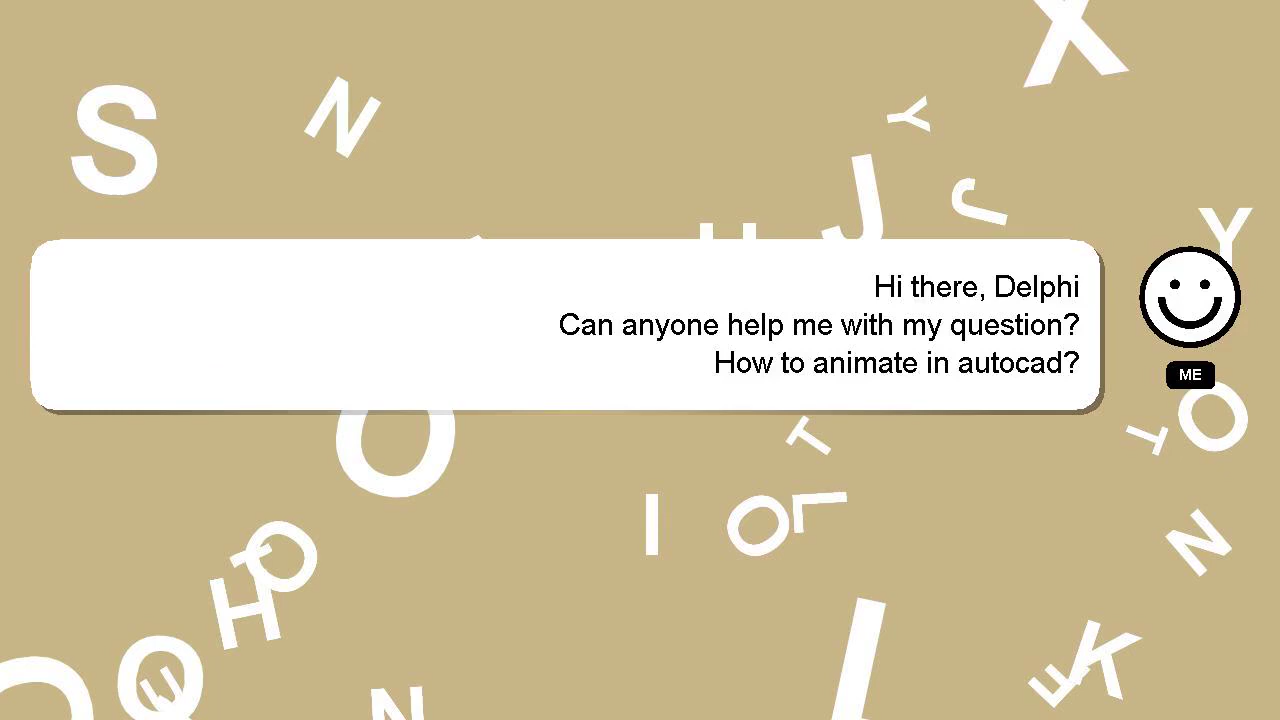 X
S
N
Y
J
J
Y
Hi there, Delphi
Can anyone help me with my question?
How to animate in autocad?
ME
O
O
T
T
I
O
L
N
O
T
H
K
E
O
N